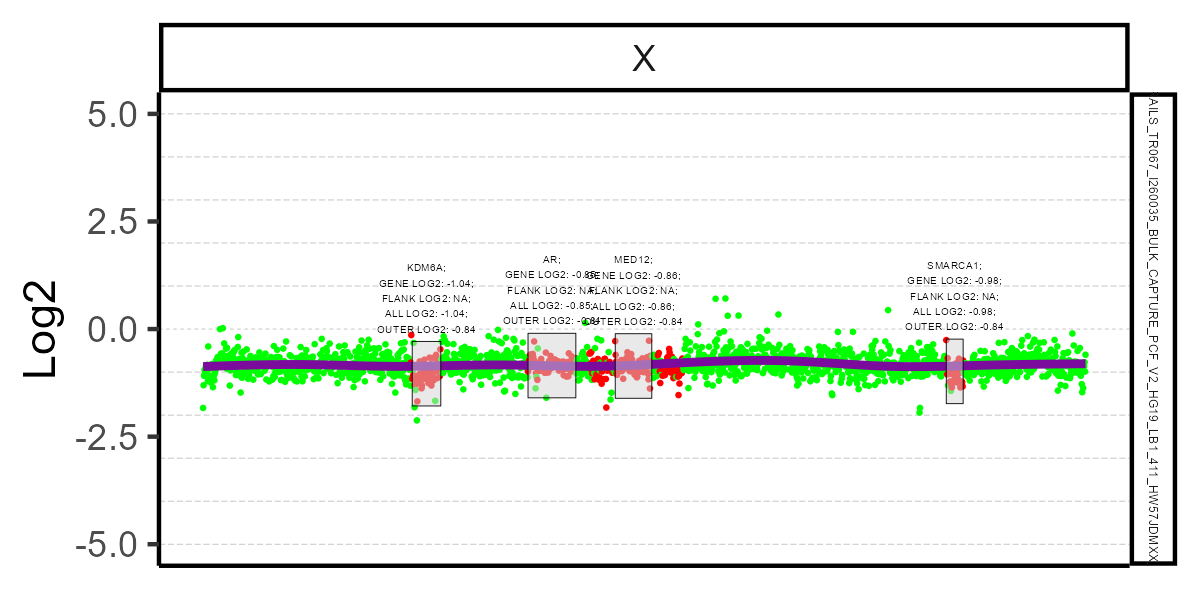 X
Log2
5.0
2.5
0.0
-2.5
-5.0
KDM6A;
GENE LOG2: -1.04;
FLANK LOG2: NA;
ALL LOG2: -1.04;
OUTER LOG2: -0.84
AR;
GENE LOG2:
FLANK LOG2: NA;
ALL LOG2: -0.85;
OUTER LOG2: -0.84
MED12;
GENE LOG2: -0.86;
FLANK LOG2: NA;
ALL LOG2: -0.86;
OUTER LOG2: -0.84
SMARCA1;
GENE LOG2: -0.98;
FLANK LOG2: NA;
ALL LOG2: -0.98;
OUTER LOG2: -0.84
AILS_TR067_I260035_BULK_CAPTURE_PCF_V2_HG19_LB1_411_HW57JDMXX